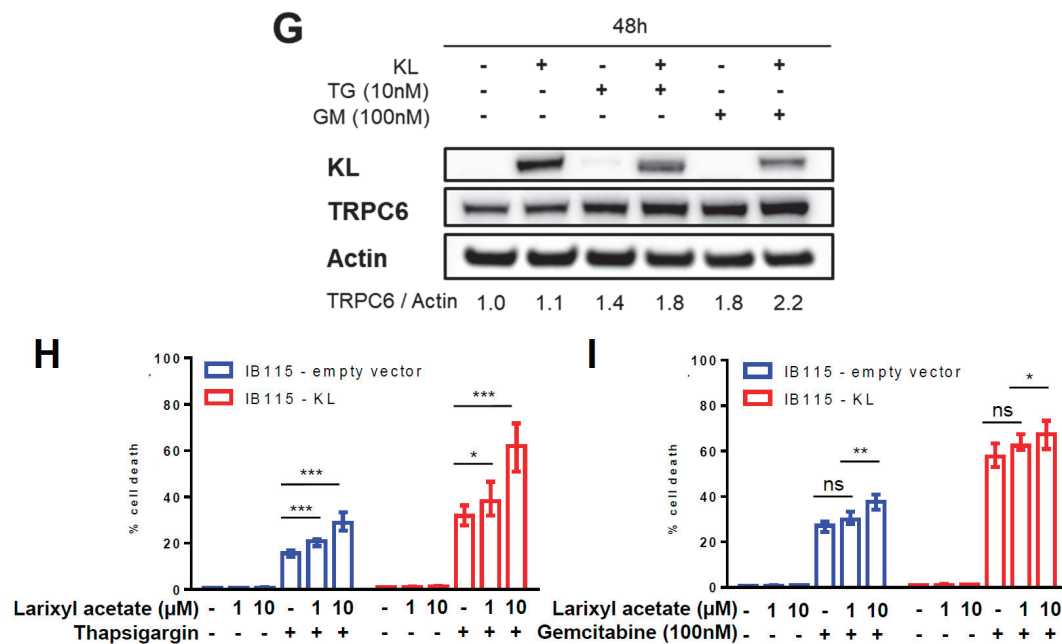 G
48h
KL - + - + - +
TG (10nM) - - + + - -
GM (100nM) - - - - + +
KL
TRPC6
Actin
TRPC6 / Actin 1.0 1.1 1.4 1.8 1.8 2.2
H
100
80
60
40
20
0
% cell death
IB115 - empty vector
IB115 - KL
***
***
***
*
Larixyl acetate (µM) - 1 10 - 1 10 - 1 10 - 1 10
Thapsigargin - - - + + + - - - + + +
I
100
80
60
40
20
0
% cell death
IB115 - empty vector
IB115 - KL
ns
**
ns
*
Larixyl acetate (µM) - 1 10 - 1 10 - 1 10 - 1 10
Gemcitabine (100nM) - - - + + + - - - + + +